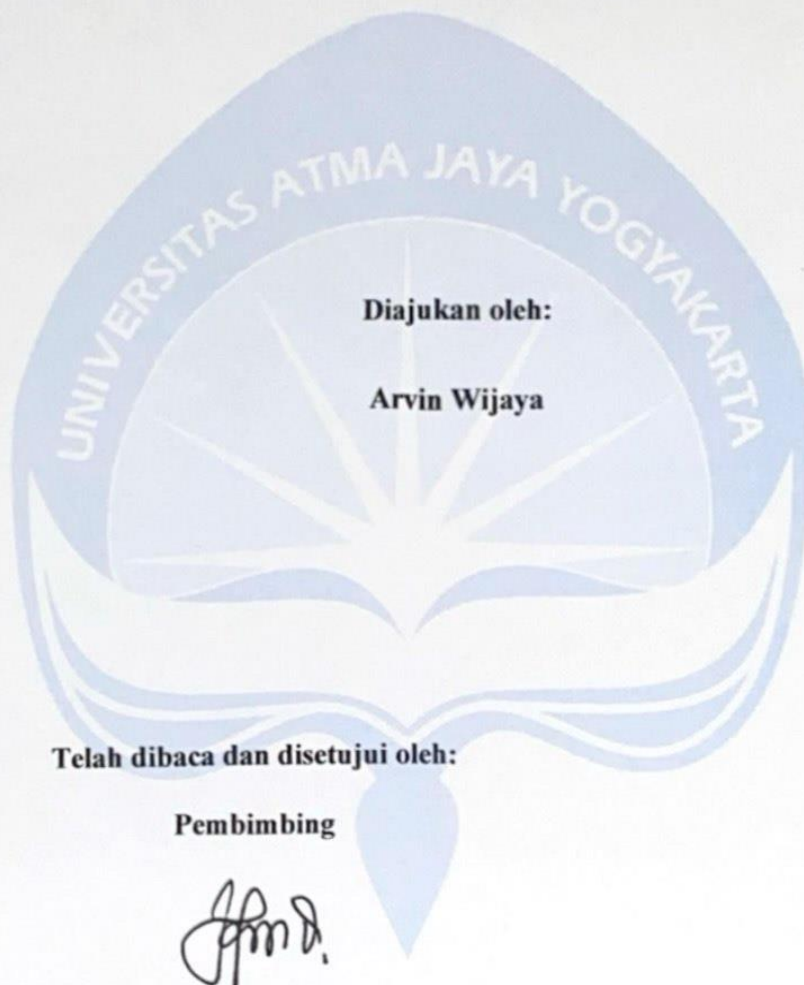 UNIVERSITAS ATMA JAYA YOGYAKARTA
Diajukan oleh:
Arvin Wijaya
Telah dibaca dan disetujui oleh:
Pembimbing